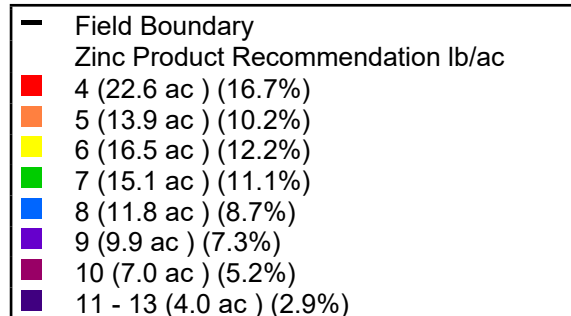 Field Boundary
Zinc Product Recommendation lb/ac
4 (22.6 ac ) (16.7%)
5 (13.9 ac ) (10.2%)
6 (16.5 ac ) (12.2%)
7 (15.1 ac ) (11.1%)
8 (11.8 ac ) (8.7%)
9 (9.9 ac ) (7.3%)
10 (7.0 ac ) (5.2%)
11 - 13 (4.0 ac ) (2.9%)